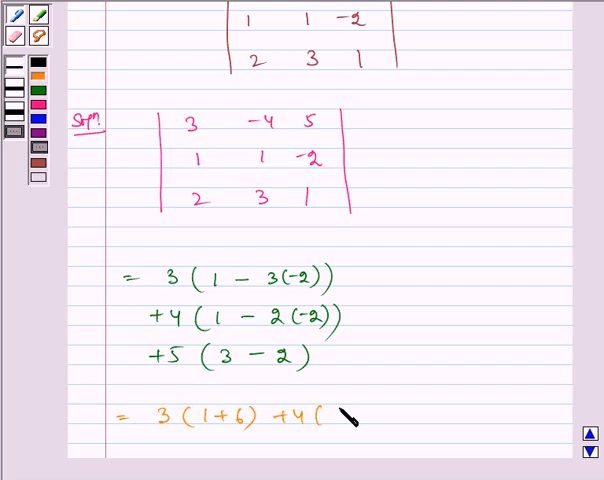 1 1 -2
2 3 1
Solⁿ. 3 -4 5
1 1 -2
2 3 1
= 3 (1 - 3(-2))
+4 (1 - 2(-2))
+5 (3 - 2)
= 3 (1+6) +4 (